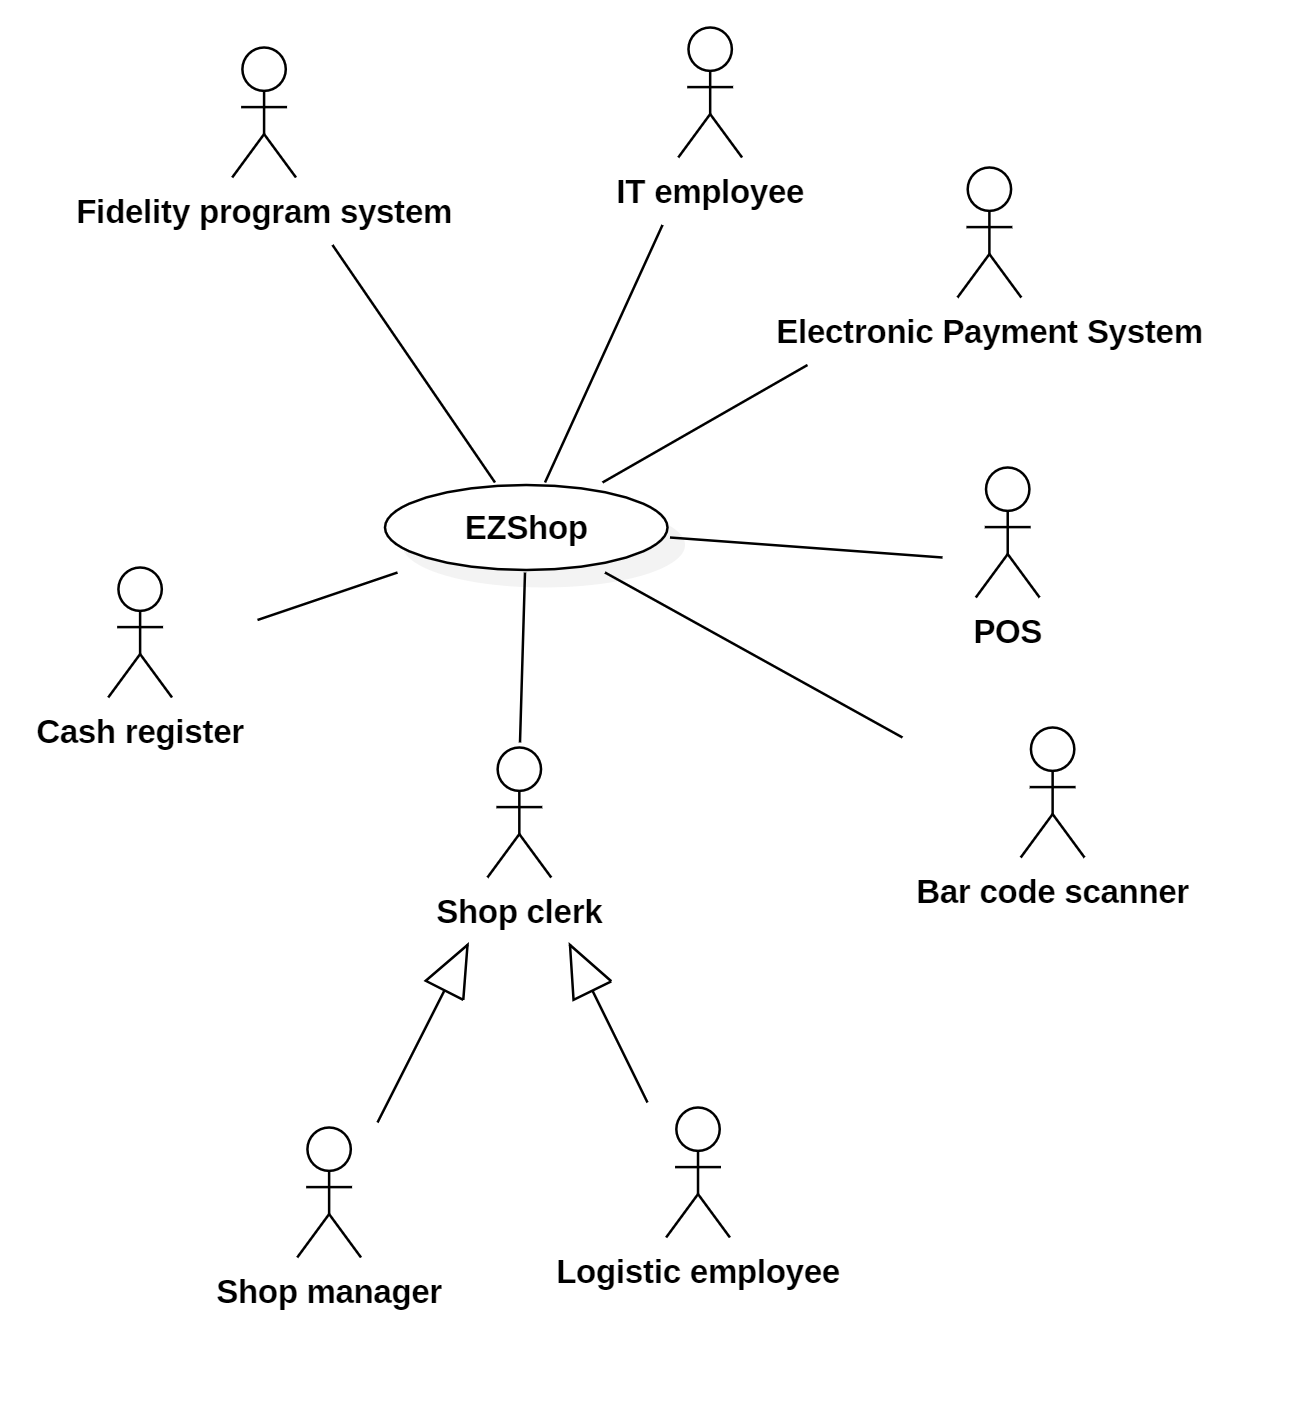 IT employee
Fidelity program system
Electronic Payment System
EZShop
POS
Cash register
Bar code scanner
Shop clerk
Logistic employee
Shop manager